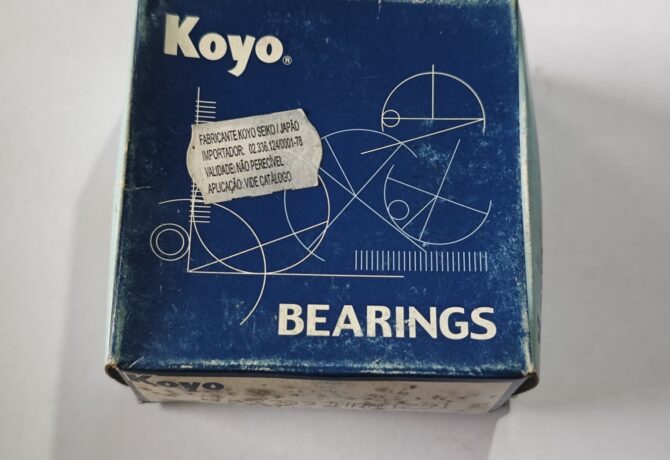 Koyo®
FABRICANTE KOYO SEIKO / JAPÃO
IMPORTADOR: 02.336.124/0001-78
VALIDADE: NÃO PERECÍVEL
APLICAÇÃO: VIDE CATÁLOGO
BEARINGS
Koyo